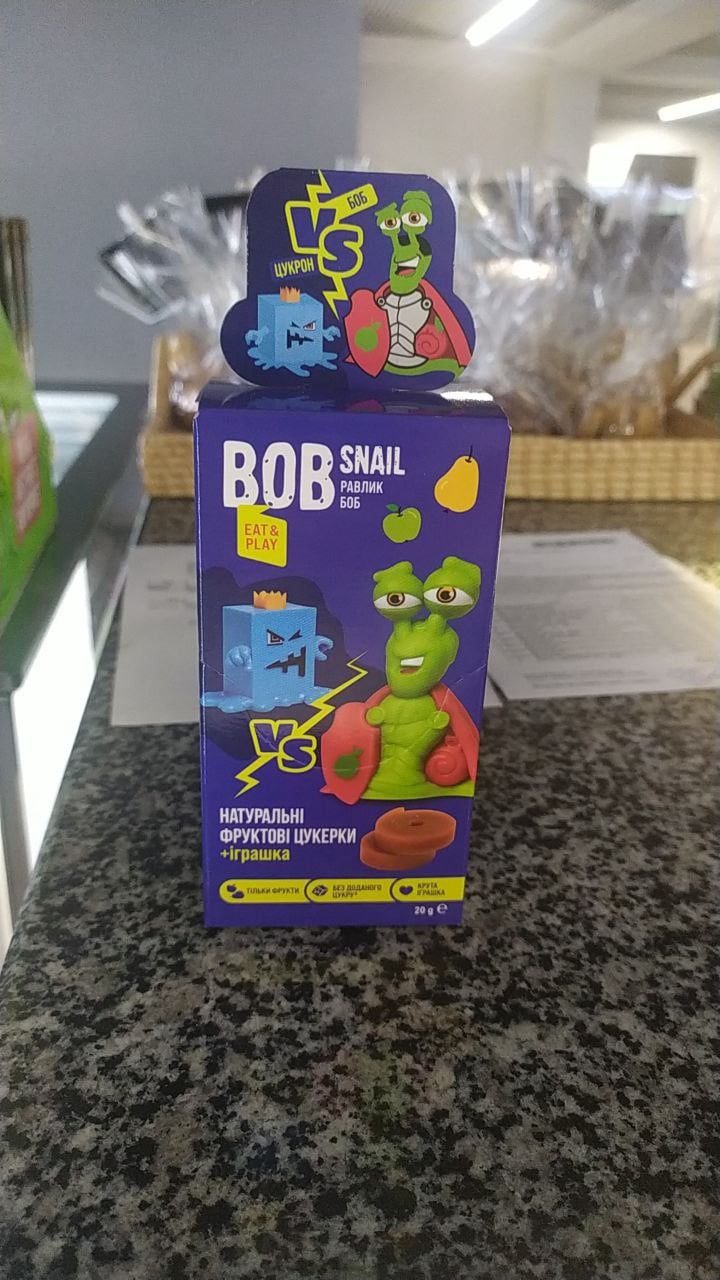 VS
БОБ
ЦУКРОН
BOB
SNAIL
РАВЛИК
БОБ
EAT &
PLAY
VS
НАТУРАЛЬНІ
ФРУКТОВІ ЦУКЕРКИ
+іграшка
ТІЛЬКИ ФРУКТИ
БЕЗ ДОДАНОГО
ЦУКРУ*
КРУТА
ІГРАШКА
20 g ℮